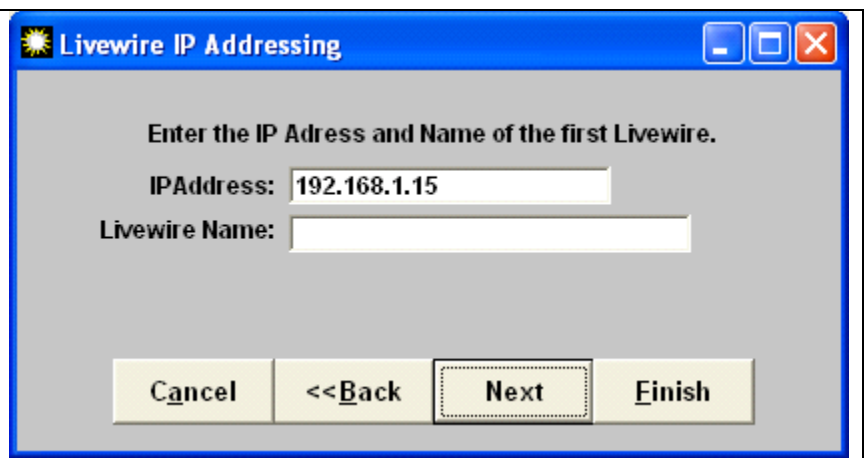 Livewire IP Addressing
Enter the IP Adress and Name of the first Livewire.
IPAddress: 192.168.1.15
Livewire Name:
Cancel <<Back Next Finish